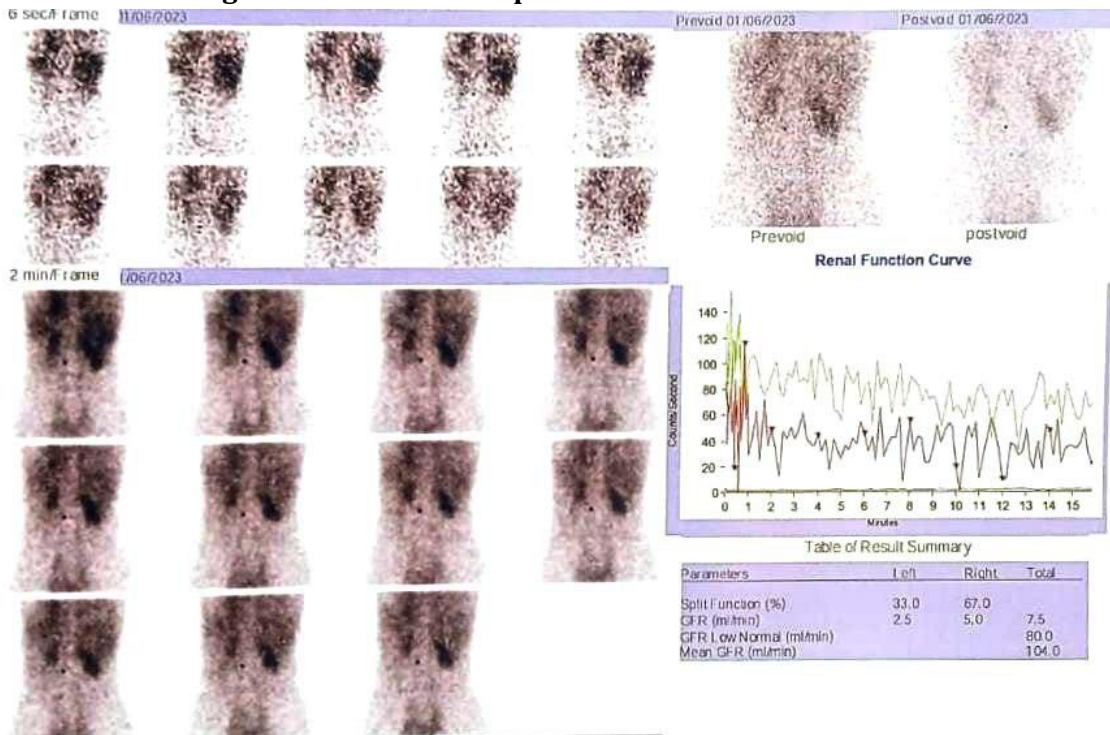 6 sec/Frame
Prevoid 01/06/2023
Postvoid 01/06/2023
Prevoid
postvoid
2 min/Frame
Renal Function Curve
Counts/Second
140
120
100
80
60
40
20
0
0 1 2 3 4 5 6 7 8 9 10 11 12 13 14 15
Minutes
Table of Result Summary
Parameters Left Right Total
Split Function (%) 33.0 67.0
GFR (ml/min) 2.5 5.0 7.5
GFR Low Normal (ml/min) 80.0
Mean GFR (ml/min) 104.0